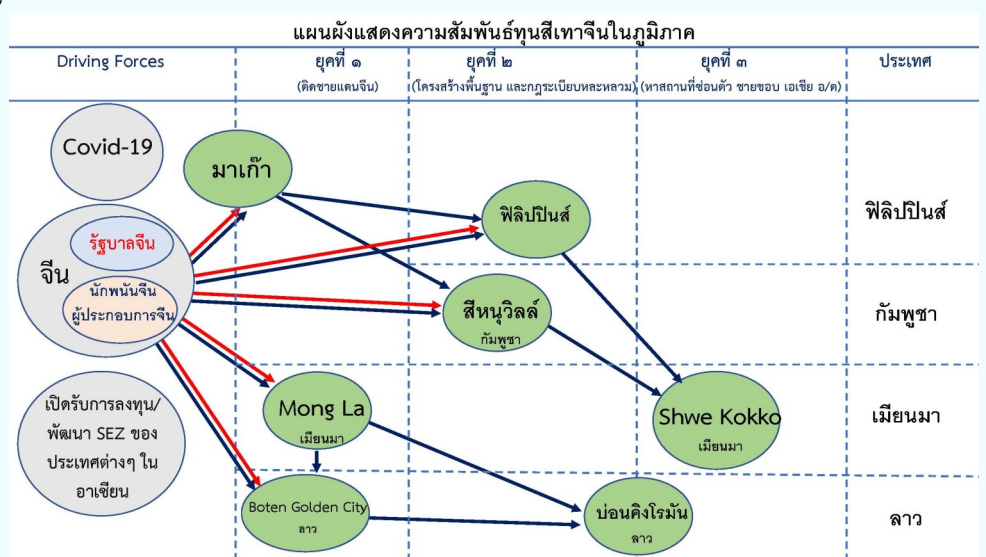 แผนผังแสดงความสัมพันธ์ทุนสีเทาจีนในภูมิภาค
Driving Forces
ยุคที่ ๑
(ติดชายแดนจีน)
ยุคที่ ๒
(โครงสร้างพื้นฐาน และกฎระเบียบหละหลวม)
ยุคที่ ๓
(หาสถานที่ซ่อนตัว ชายขอบ เอเชีย อ/ต)
ประเทศ
Covid-19
มาเก๊า
ฟิลิปปินส์
ฟิลิปปินส์
จีน
รัฐบาลจีน
นักพนันจีน
ผู้ประกอบการจีน
สีหนุวิลล์
กัมพูชา
กัมพูชา
เปิดรับการลงทุน/
พัฒนา SEZ ของ
ประเทศต่างๆ ใน
อาเซียน
Mong La
เมียนมา
Shwe Kokko
เมียนมา
เมียนมา
Boten Golden City
ลาว
บ่อนคิงโรมัน
ลาว
ลาว